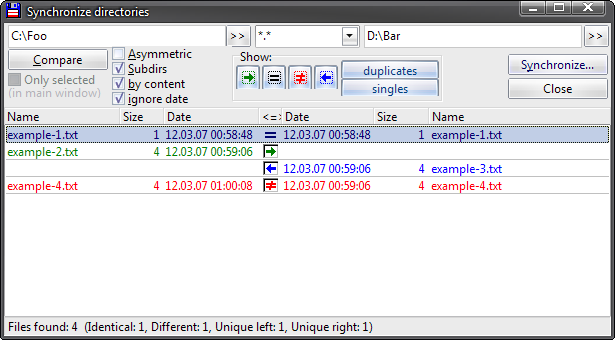 Synchronize directories
C:\Foo >> *.* D:\Bar >>
Compare
Only selected
(in main window)
Asymmetric
Subdirs
by content
ignore date
Show:
duplicates
singles
Synchronize...
Close
Name Size Date <=> Date Size Name
example-1.txt 1 12.03.07 00:58:48 = 12.03.07 00:58:48 1 example-1.txt
example-2.txt 4 12.03.07 00:59:06
12.03.07 00:59:06 4 example-3.txt
example-4.txt 4 12.03.07 01:00:08 ≠ 12.03.07 00:59:06 4 example-4.txt
Files found: 4 (Identical: 1, Different: 1, Unique left: 1, Unique right: 1)